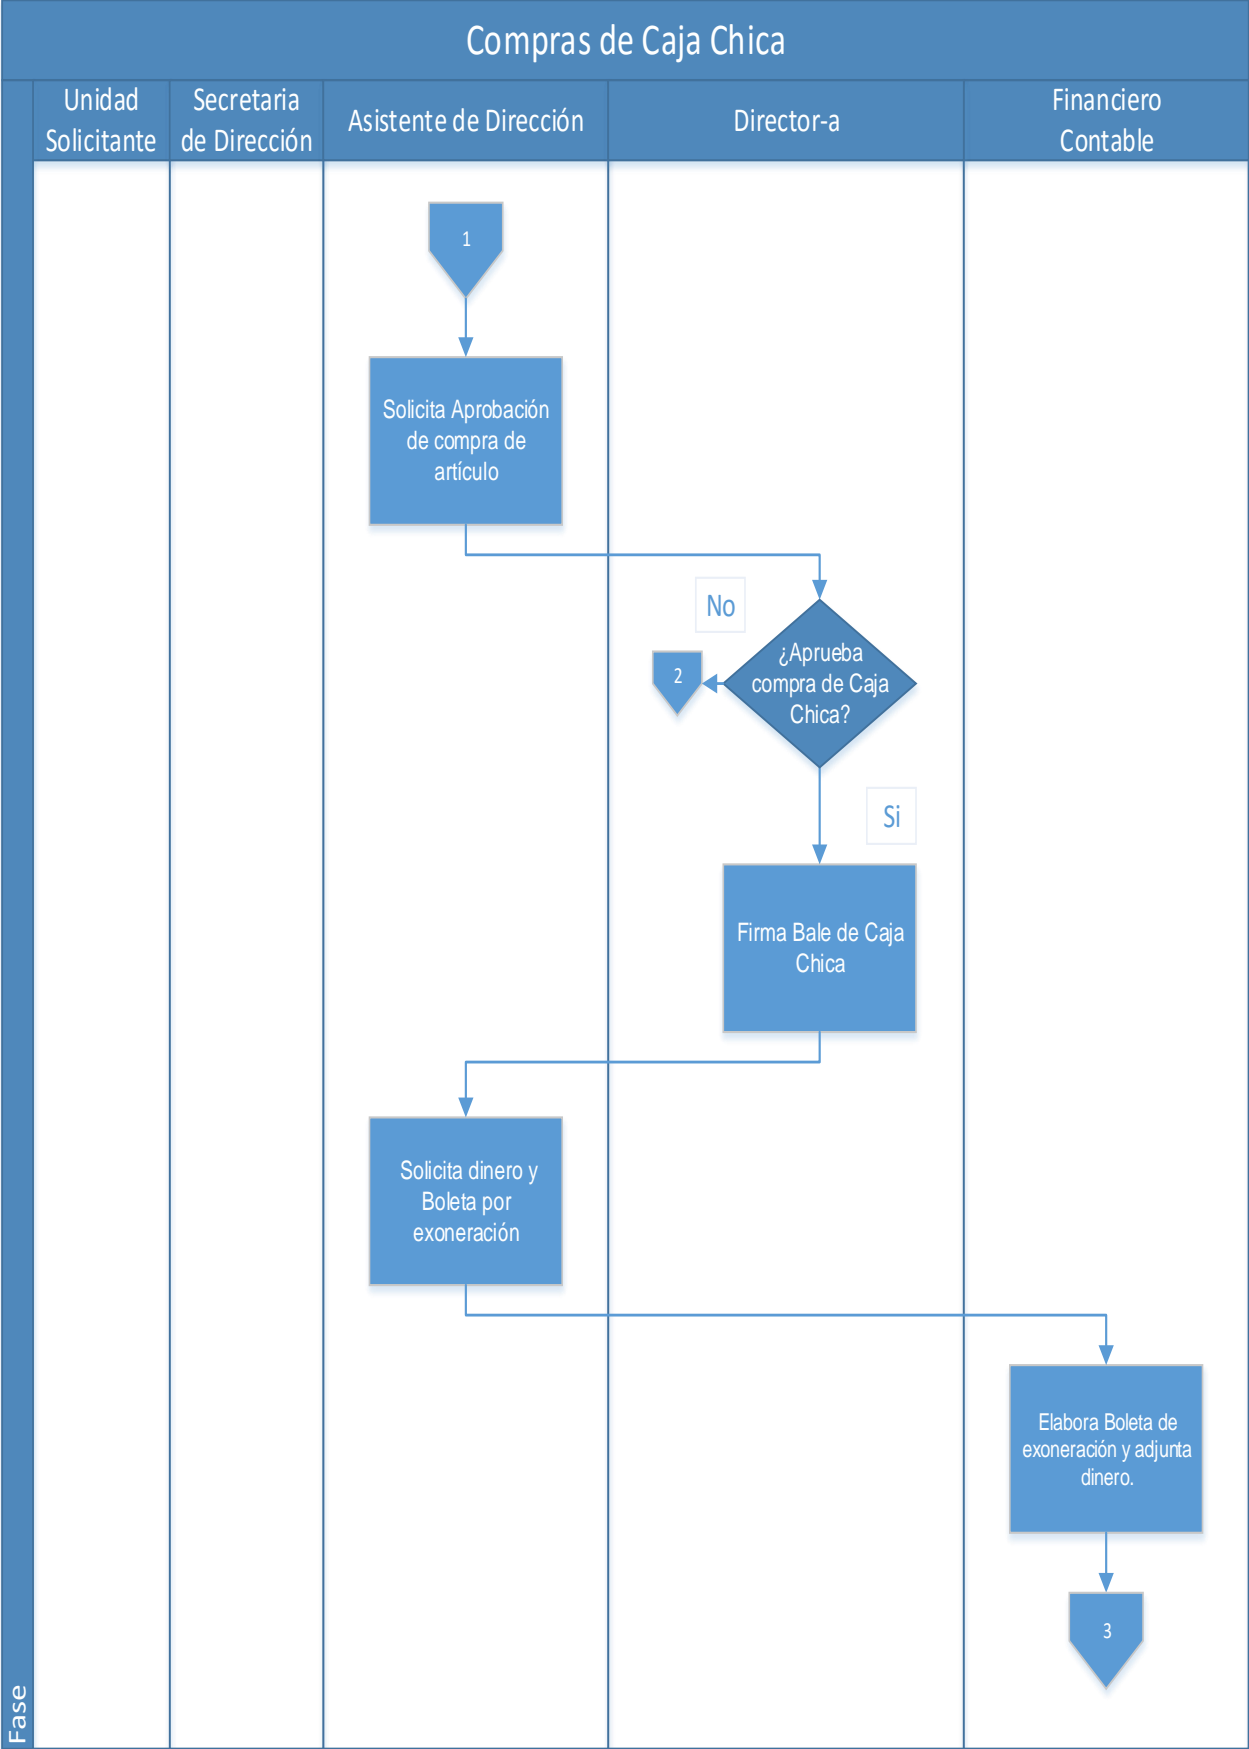 Compras de Caja Chica
Unidad
Solicitante
Secretaria
de Dirección
Asistente de Dirección
Director-a
Financiero
Contable
1
Solicita Aprobación
de compra de
artículo
No
¿Aprueba
compra de Caja
Chica?
2
Si
Firma Bale de Caja
Chica
Solicita dinero y
Boleta por
exoneración
Elabora Boleta de
exoneración y adjunta
dinero.
3
Fase